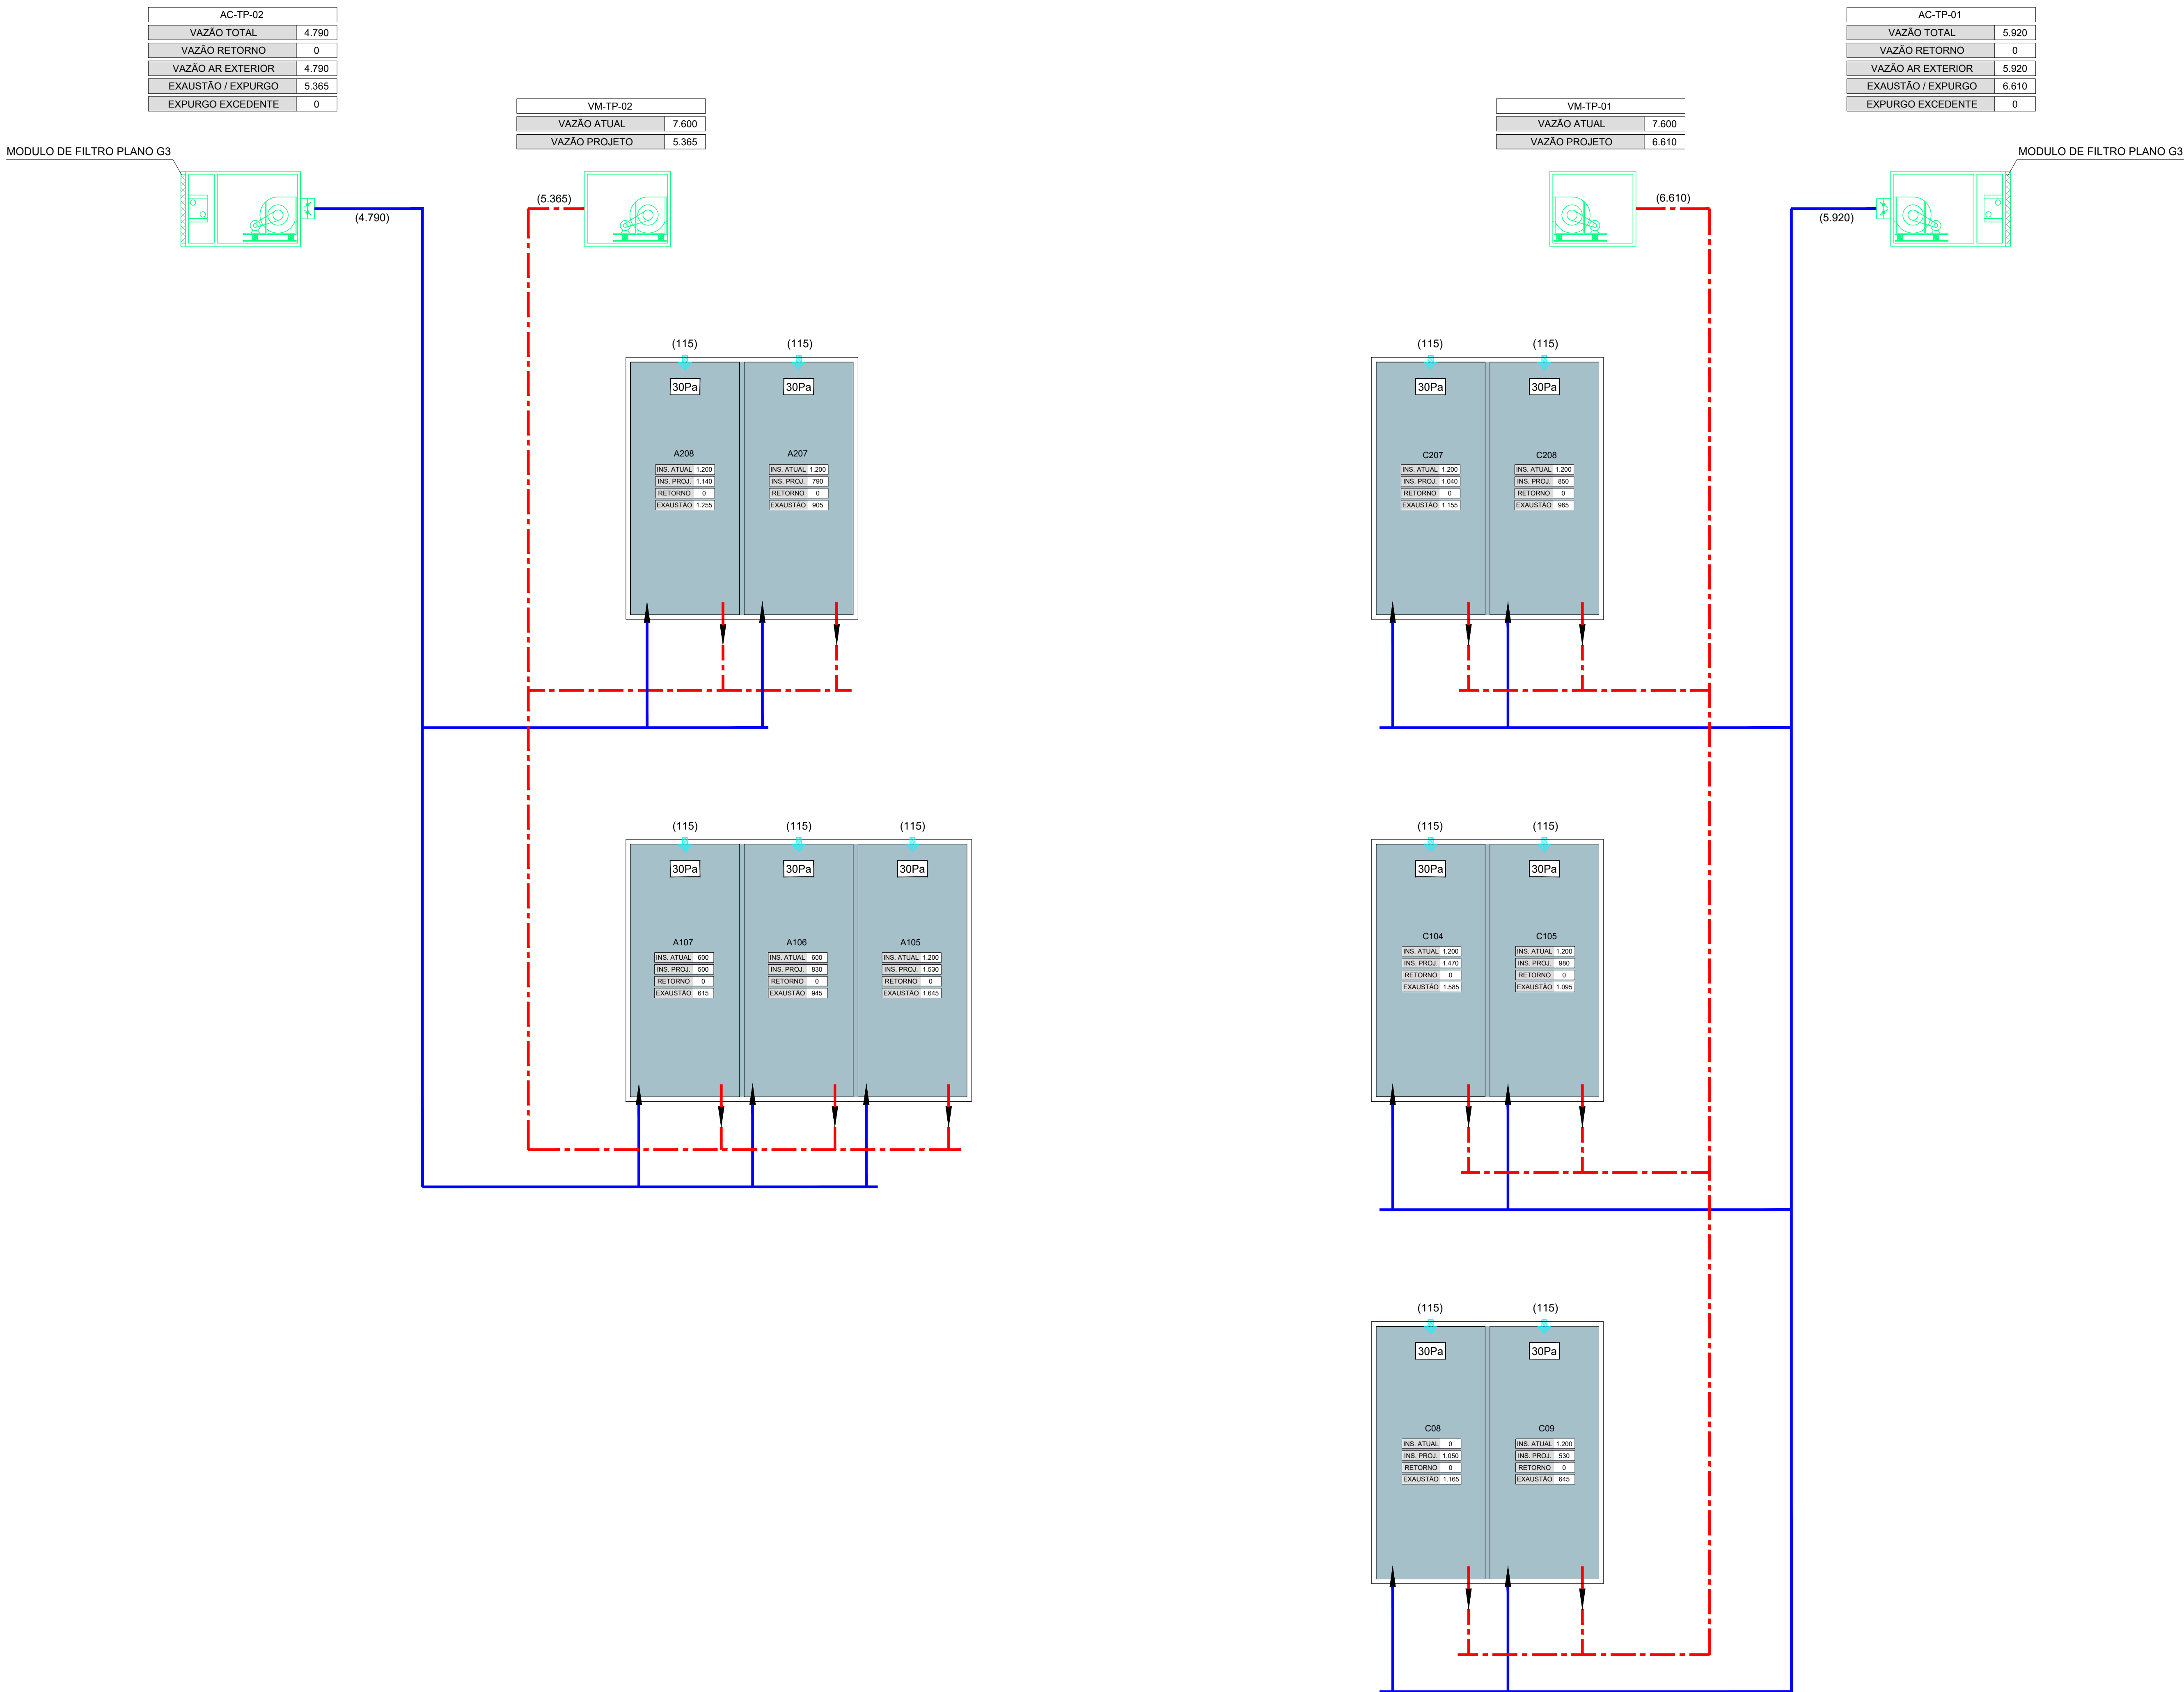 AC-TP-02
VAZÃO TOTAL 4.790
VAZÃO RETORNO 0
VAZÃO AR EXTERIOR 4.790
EXAUSTÃO / EXPURGO 5.365
EXPURGO EXCEDENTE 0
AC-TP-01
VAZÃO TOTAL 5.920
VAZÃO RETORNO 0
VAZÃO AR EXTERIOR 5.920
EXAUSTÃO / EXPURGO 6.610
EXPURGO EXCEDENTE 0
VM-TP-02
VAZÃO ATUAL 7.600
VAZÃO PROJETO 5.365
VM-TP-01
VAZÃO ATUAL 7.600
VAZÃO PROJETO 6.610
MODULO DE FILTRO PLANO G3
MODULO DE FILTRO PLANO G3
(4.790)
(5.365)
(6.610)
(5.920)
(115)
30Pa
A208
INS. ATUAL 1.200
INS. PROJ. 1.140
RETORNO 0
EXAUSTÃO 1.255
(115)
30Pa
A207
INS. ATUAL 1.200
INS. PROJ. 790
RETORNO 0
EXAUSTÃO 905
(115)
30Pa
C207
INS. ATUAL 1.200
INS. PROJ. 1.040
RETORNO 0
EXAUSTÃO 1.155
(115)
30Pa
C208
INS. ATUAL 1.200
INS. PROJ. 850
RETORNO 0
EXAUSTÃO 965
(115)
30Pa
A107
INS. ATUAL 600
INS. PROJ. 500
RETORNO 0
EXAUSTÃO 615
(115)
30Pa
A106
INS. ATUAL 600
INS. PROJ. 830
RETORNO 0
EXAUSTÃO 945
(115)
30Pa
A105
INS. ATUAL 1.200
INS. PROJ. 1.530
RETORNO 0
EXAUSTÃO 1.645
(115)
30Pa
C104
INS. ATUAL 1.200
INS. PROJ. 1.470
RETORNO 0
EXAUSTÃO 1.585
(115)
30Pa
C105
INS. ATUAL 1.200
INS. PROJ. 980
RETORNO 0
EXAUSTÃO 1.095
(115)
30Pa
C08
INS. ATUAL 0
INS. PROJ. 1.050
RETORNO 0
EXAUSTÃO 1.165
(115)
30Pa
C09
INS. ATUAL 1.200
INS. PROJ. 530
RETORNO 0
EXAUSTÃO 645